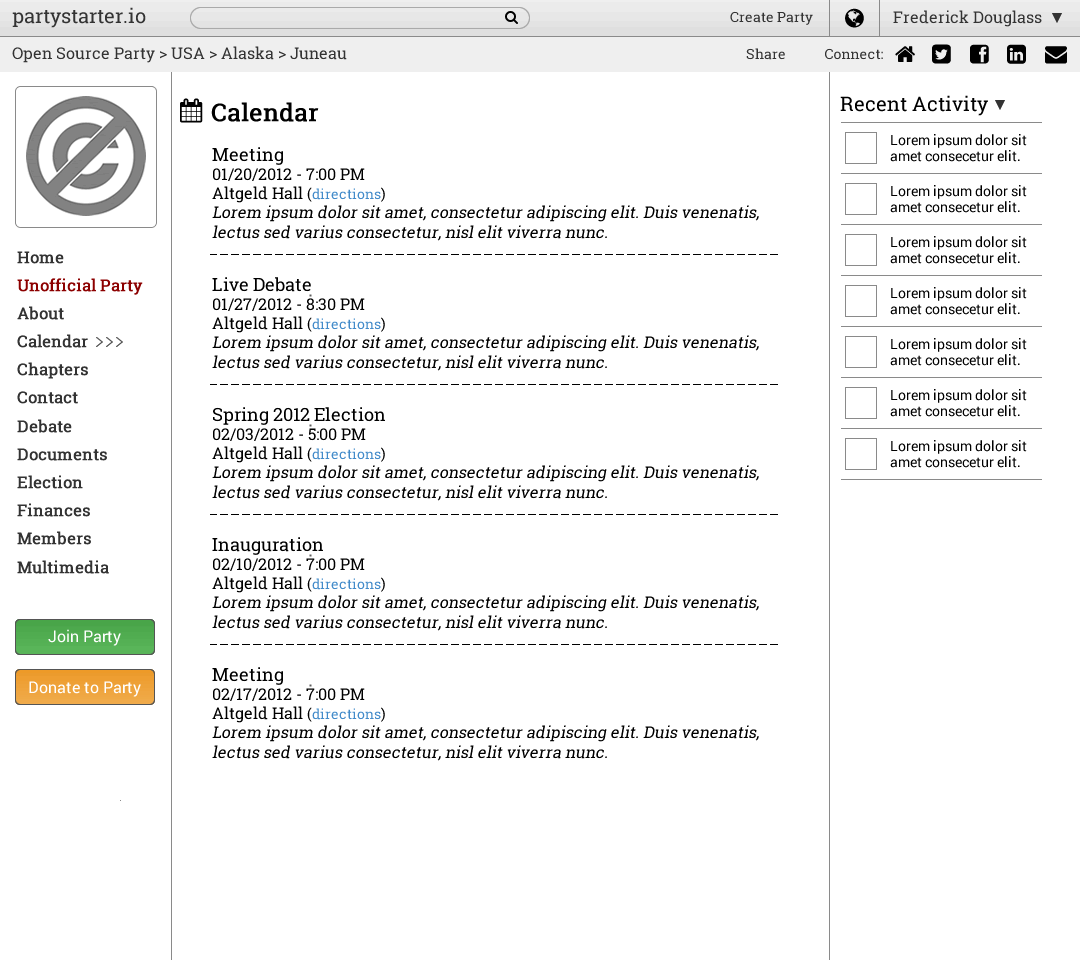 partystarter.io
Create Party
Frederick Douglass ▼
Open Source Party > USA > Alaska > Juneau
Share
Connect:
Home
Unofficial Party
About
Calendar >>>
Chapters
Contact
Debate
Documents
Election
Finances
Members
Multimedia
Join Party
Donate to Party
Calendar
Meeting
01/20/2012 - 7:00 PM
Altgeld Hall (directions)
Lorem ipsum dolor sit amet, consectetur adipiscing elit. Duis venenatis,
lectus sed varius consectetur, nisl elit viverra nunc.
Live Debate
01/27/2012 - 8:30 PM
Altgeld Hall (directions)
Lorem ipsum dolor sit amet, consectetur adipiscing elit. Duis venenatis,
lectus sed varius consectetur, nisl elit viverra nunc.
Spring 2012 Election
02/03/2012 - 5:00 PM
Altgeld Hall (directions)
Lorem ipsum dolor sit amet, consectetur adipiscing elit. Duis venenatis,
lectus sed varius consectetur, nisl elit viverra nunc.
Inauguration
02/10/2012 - 7:00 PM
Altgeld Hall (directions)
Lorem ipsum dolor sit amet, consectetur adipiscing elit. Duis venenatis,
lectus sed varius consectetur, nisl elit viverra nunc.
Meeting
02/17/2012 - 7:00 PM
Altgeld Hall (directions)
Lorem ipsum dolor sit amet, consectetur adipiscing elit. Duis venenatis,
lectus sed varius consectetur, nisl elit viverra nunc.
Recent Activity ▼
Lorem ipsum dolor sit
amet consecetur elit.
Lorem ipsum dolor sit
amet consecetur elit.
Lorem ipsum dolor sit
amet consecetur elit.
Lorem ipsum dolor sit
amet consecetur elit.
Lorem ipsum dolor sit
amet consecetur elit.
Lorem ipsum dolor sit
amet consecetur elit.
Lorem ipsum dolor sit
amet consecetur elit.